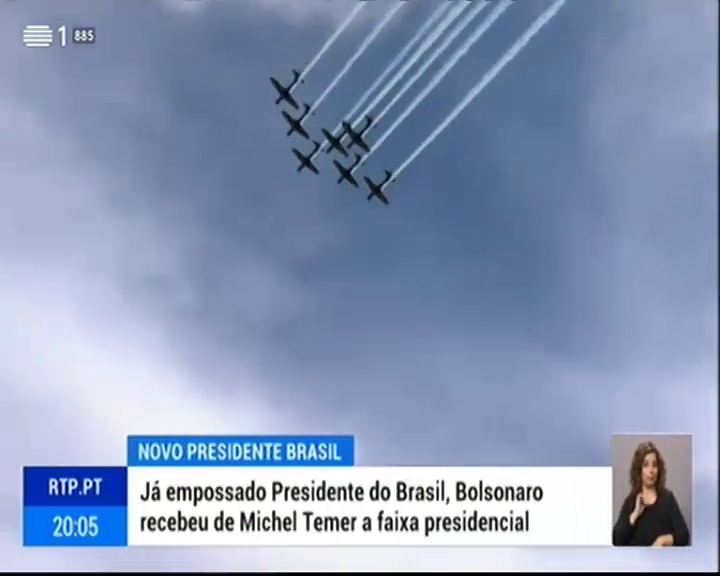 1 885
NOVO PRESIDENTE BRASIL
RTP.PT
Já empossado Presidente do Brasil, Bolsonaro
20:05
recebeu de Michel Temer a faixa presidencial